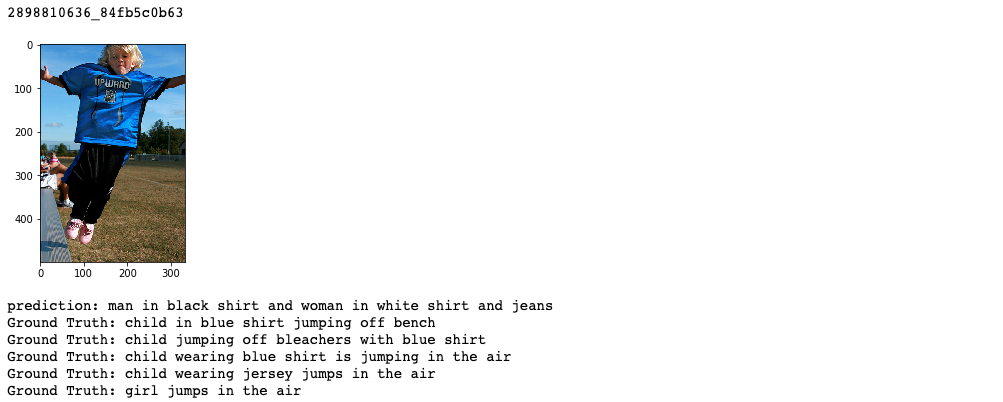 2898810636_84fb5c0b63
0
100
200
300
400
UPWARD
0 100 200 300
prediction: man in black shirt and woman in white shirt and jeans
Ground Truth: child in blue shirt jumping off bench
Ground Truth: child jumping off bleachers with blue shirt
Ground Truth: child wearing blue shirt is jumping in the air
Ground Truth: child wearing jersey jumps in the air
Ground Truth: girl jumps in the air